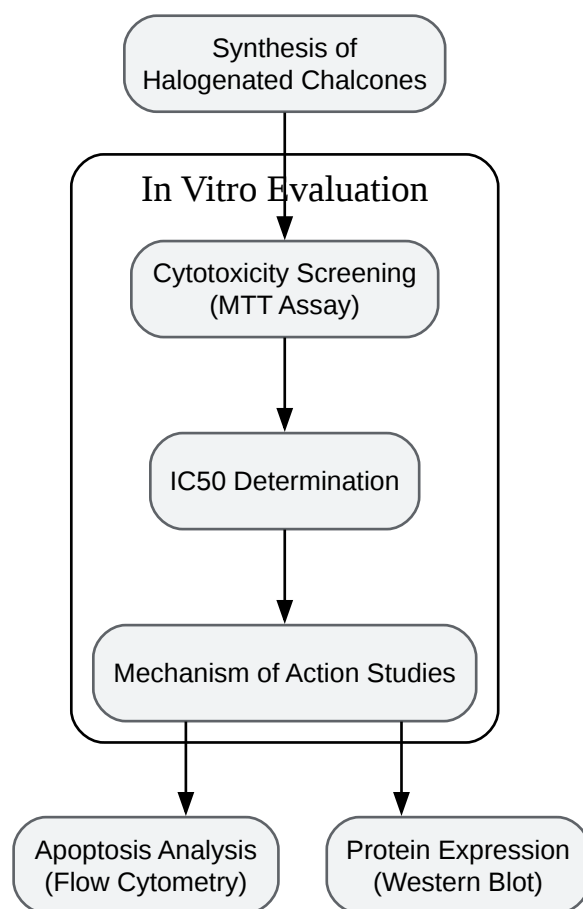 Synthesis of
Halogenated Chalcones
In Vitro Evaluation
Cytotoxicity Screening
(MTT Assay)
IC50 Determination
Mechanism of Action Studies
Apoptosis Analysis
(Flow Cytometry)
Protein Expression
(Western Blot)